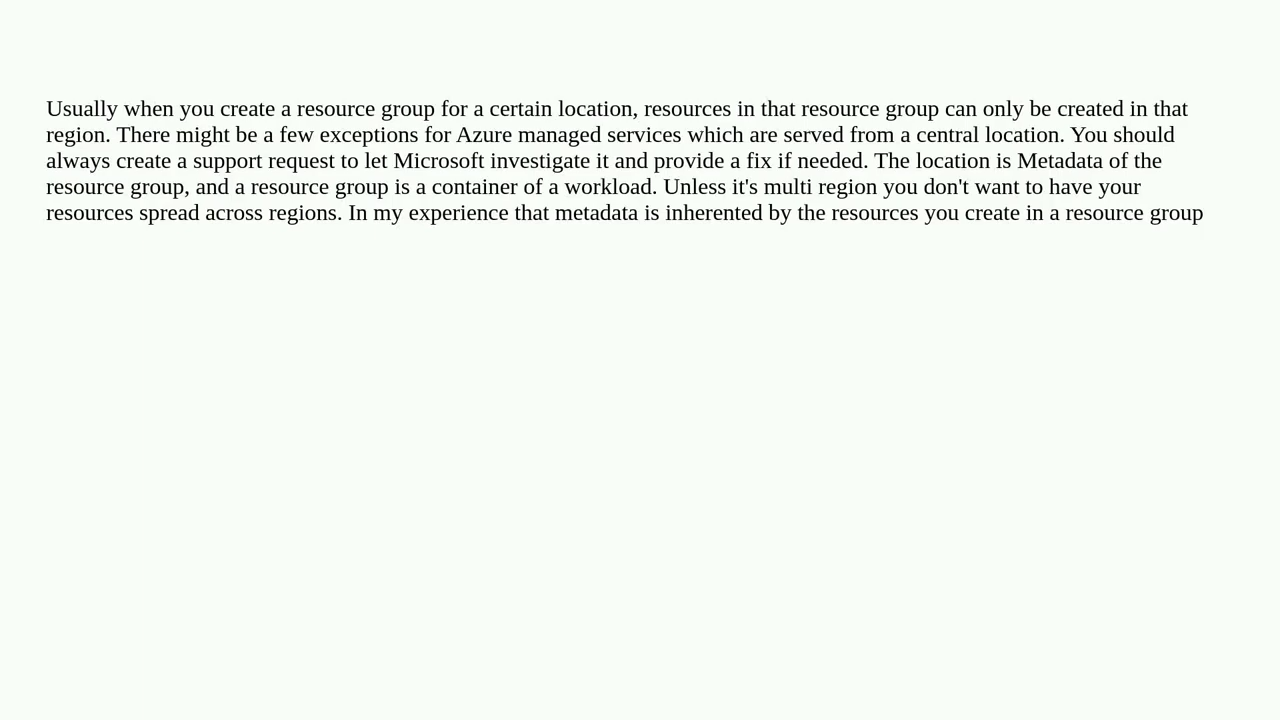 Usually when you create a resource group for a certain location, resources in that resource group can only be created in that
region. There might be a few exceptions for Azure managed services which are served from a central location. You should
always create a support request to let Microsoft investigate it and provide a fix if needed. The location is Metadata of the
resource group, and a resource group is a container of a workload. Unless it's multi region you don't want to have your
resources spread across regions. In my experience that metadata is inherented by the resources you create in a resource group